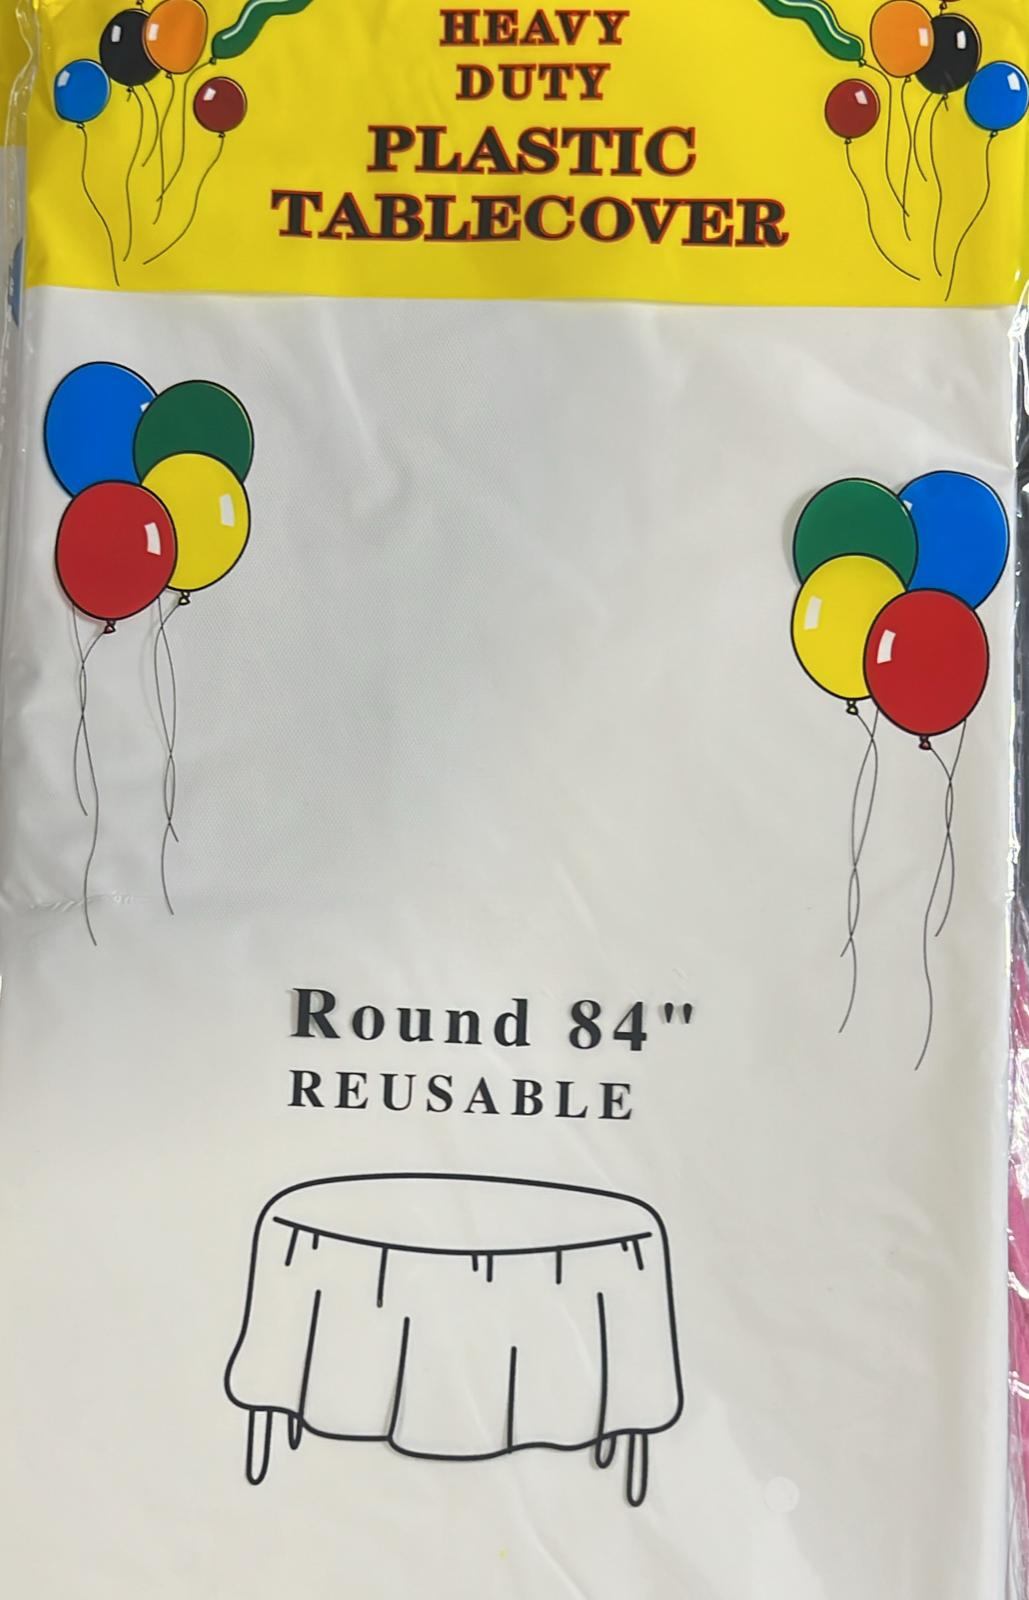 HEAVY
DUTY
PLASTIC
TABLECOVER
Round 84"
REUSABLE